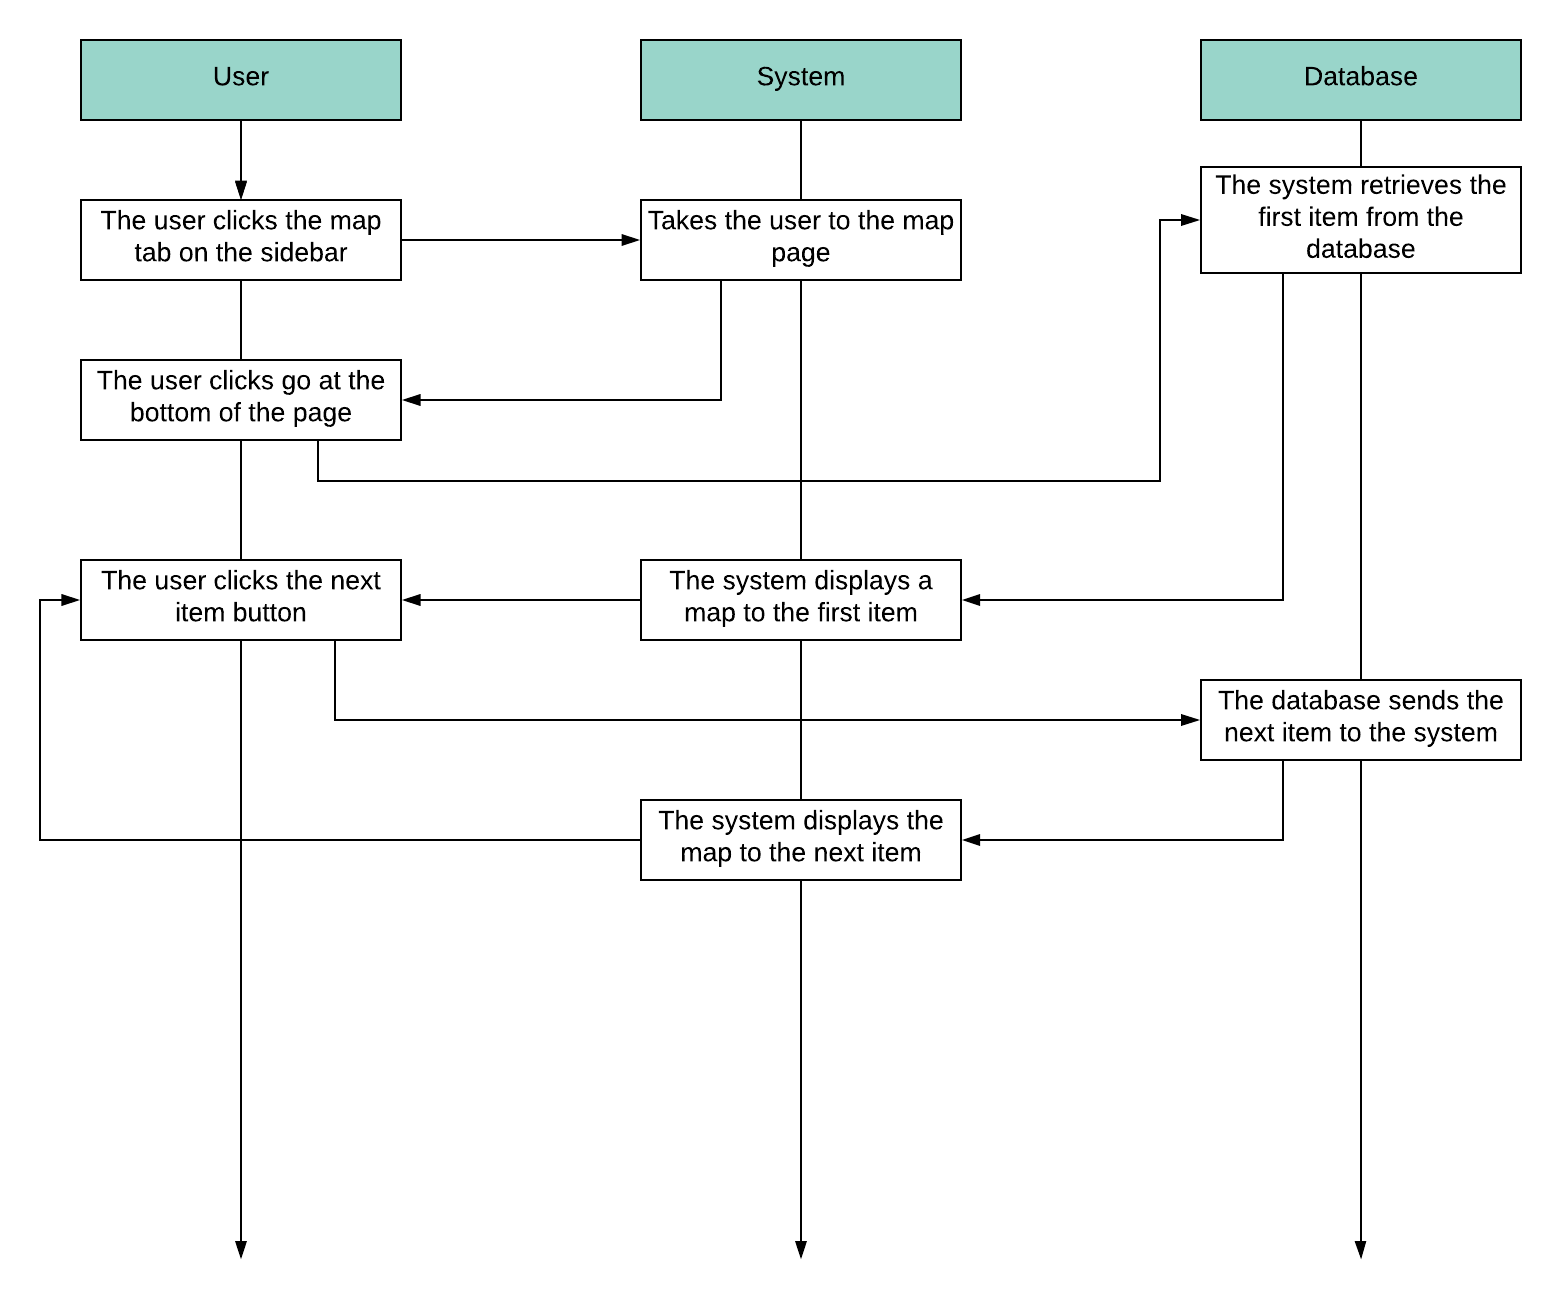 User
System
Database
The user clicks the map
tab on the sidebar
Takes the user to the map
page
The system retrieves the
first item from the
database
The user clicks go at the
bottom of the page
The user clicks the next
item button
The system displays a
map to the first item
The database sends the
next item to the system
The system displays the
map to the next item